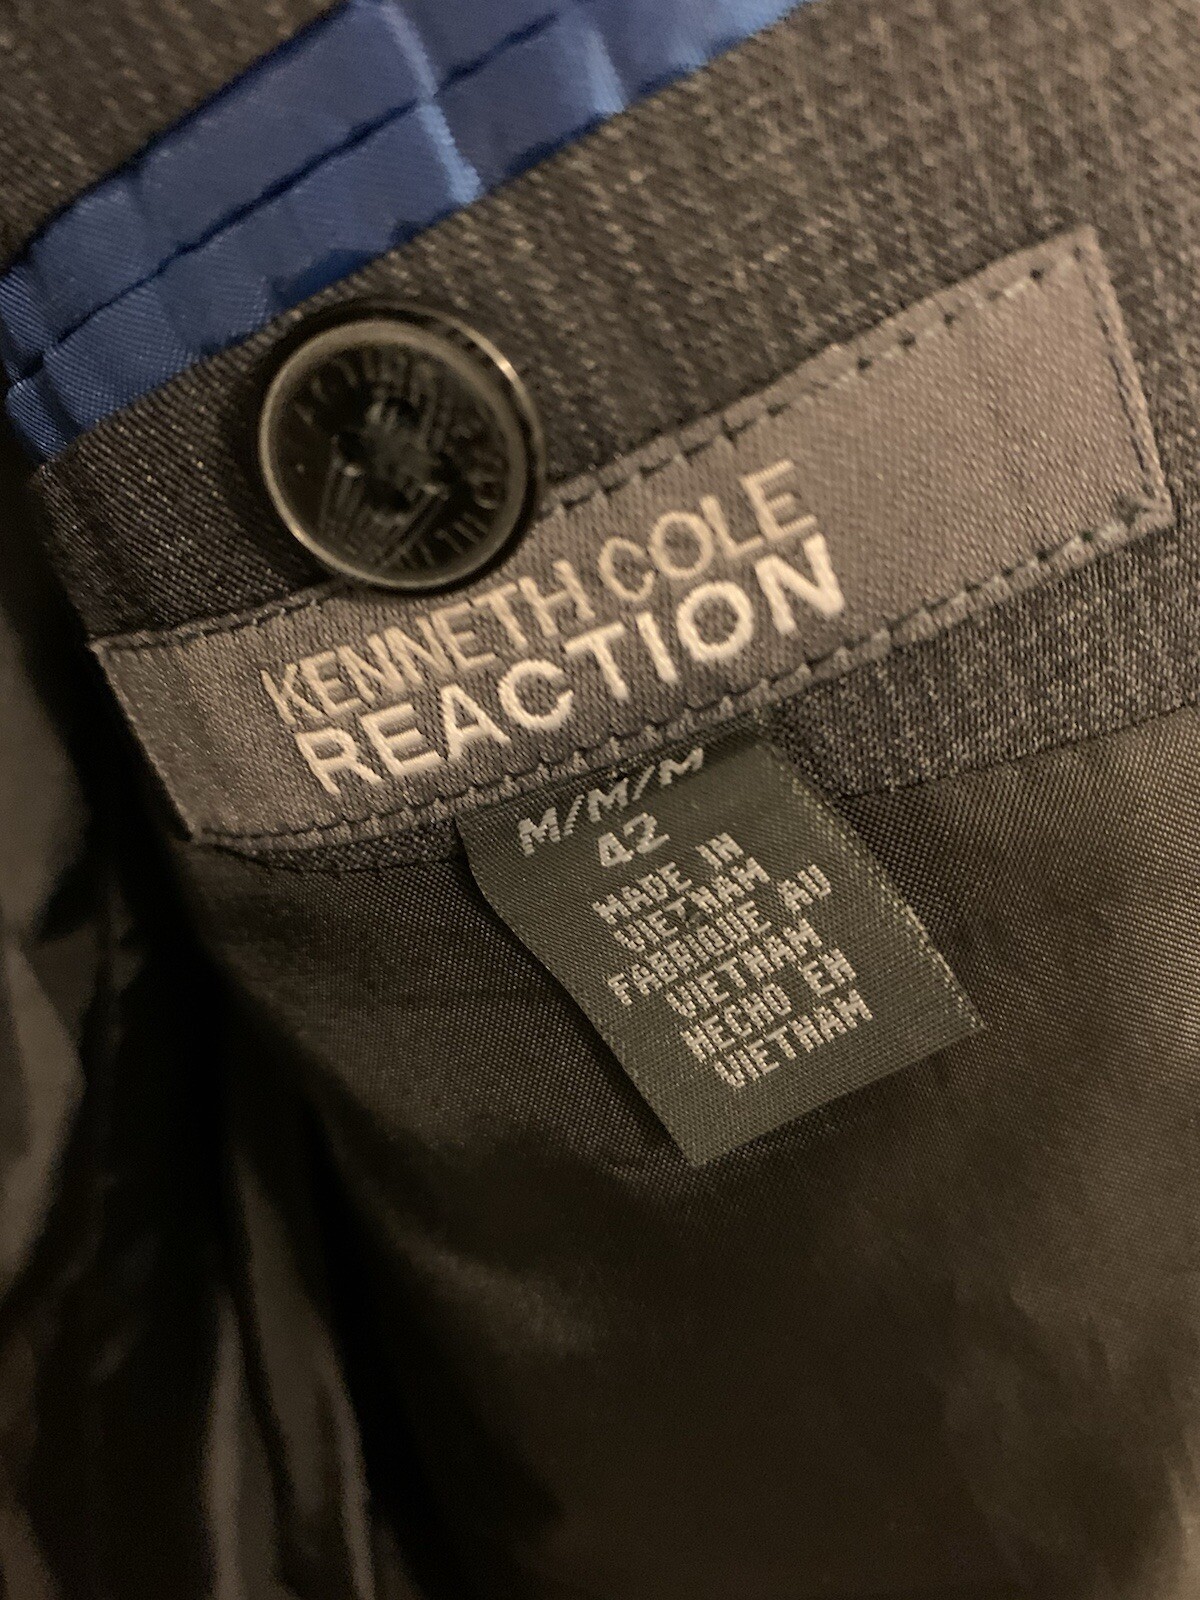 KENNETH COLE
REACTION
M/M/M
42
MADE IN
VIETNAM
FABRIQUE AU
VIETNAM
HECHO EN
VIETNAM